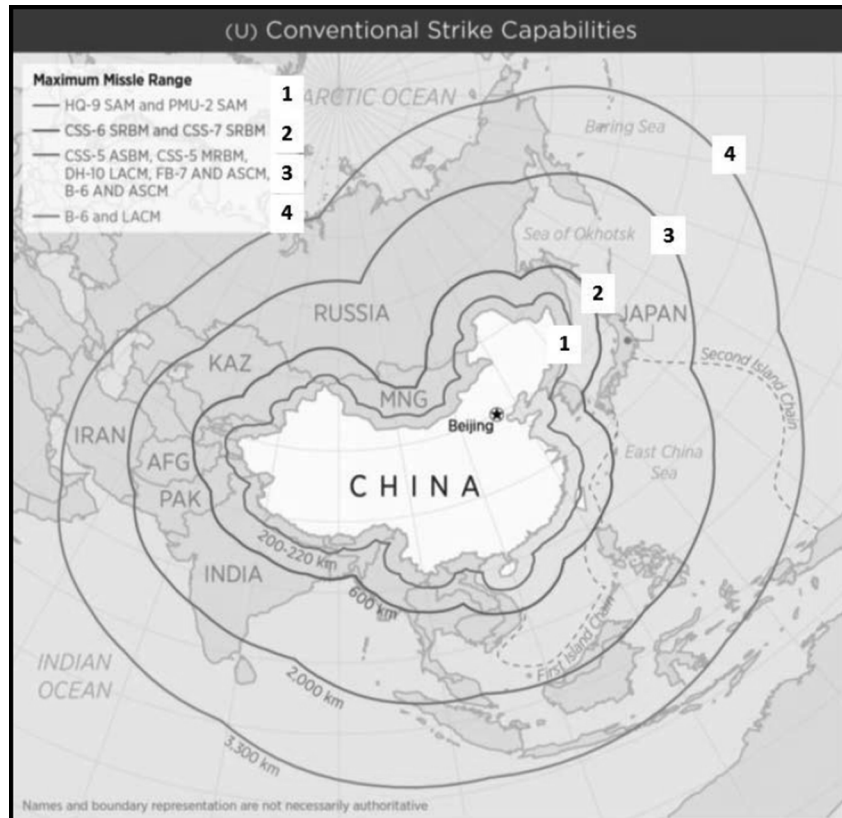 (U) Conventional Strike Capabilities
Maximum Missle Range
HQ-9 SAM and PMU-2 SAM
1
CSS-6 SRBM and CSS-7 SRBM
2
CSS-5 ASBM, CSS-5 MRBM,
DH-10 LACM, FB-7 AND ASCM,
B-6 AND ASCM
3
B-6 and LACM
4
ARCTIC OCEAN
Baring Sea
4
Sea of Okhotsk
3
2
RUSSIA
JAPAN
1
Second Island Chain
KAZ
MNG
Beijing
IRAN
AFG
East China
Sea
PAK
CHINA
200-220 km
INDIA
600 km
First Island Chain
INDIAN
OCEAN
2,000 km
3,300 km
Names and boundary representation are not necessarily authoritative